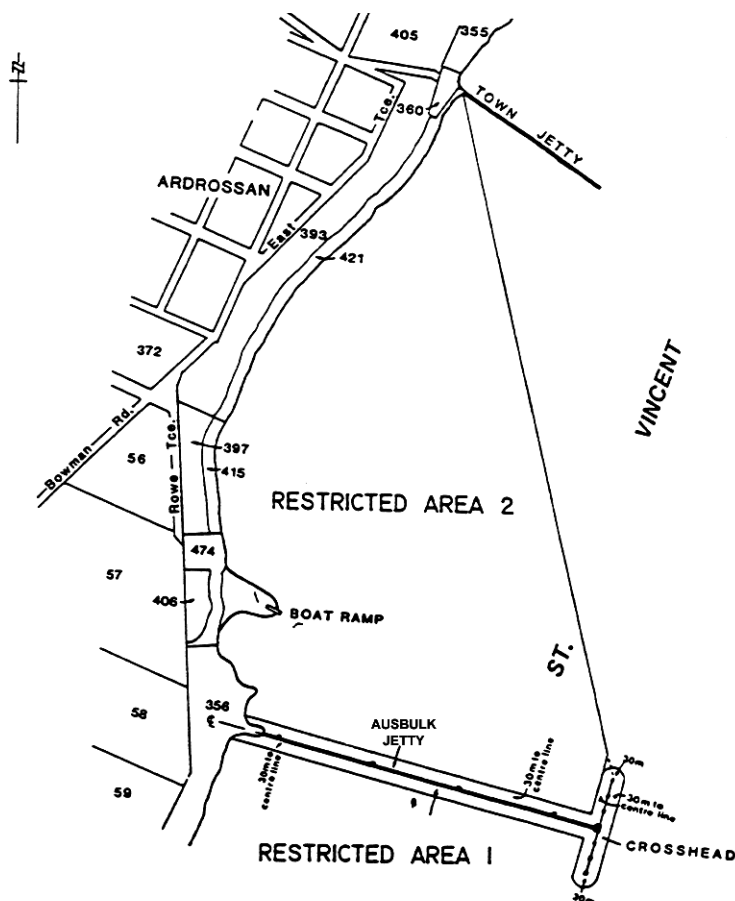 405
355
N
Tce.
360
TOWN JETTY
ARDROSSAN
East
393
421
372
VINCENT
Bowman Rd.
56
Rowe Tce.
397
415
RESTRICTED AREA 2
474
57
406
BOAT RAMP
ST.
356
58
AUSBULK
JETTY
30m to
centre line
30m to
centre line
30m
30m to
centre line
59
CROSSHEAD
RESTRICTED AREA 1
30m